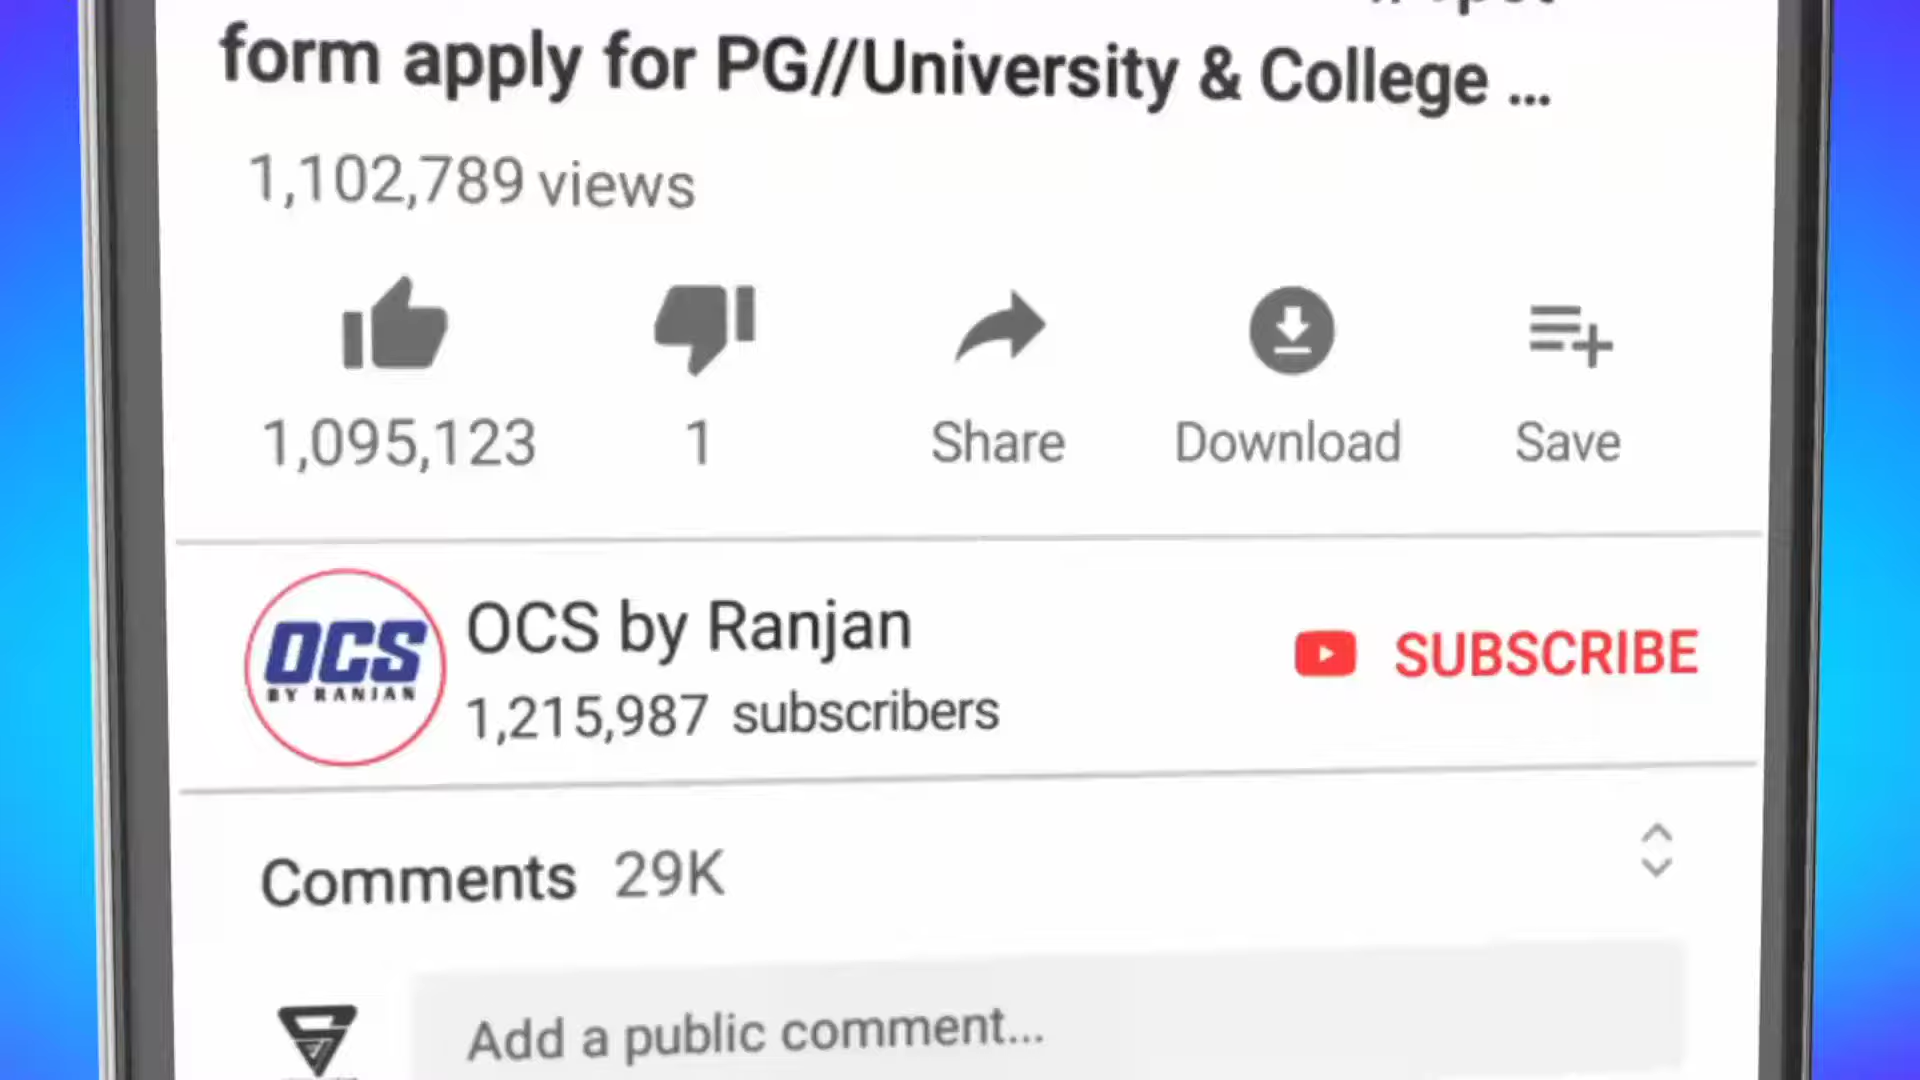 form apply for PG//University & College ...
1,102,789 views
1,095,123
1
Share
Download
Save
OCS
BY RANJAN
OCS by Ranjan
1,215,987 subscribers
SUBSCRIBE
Comments 29K
Add a public comment...